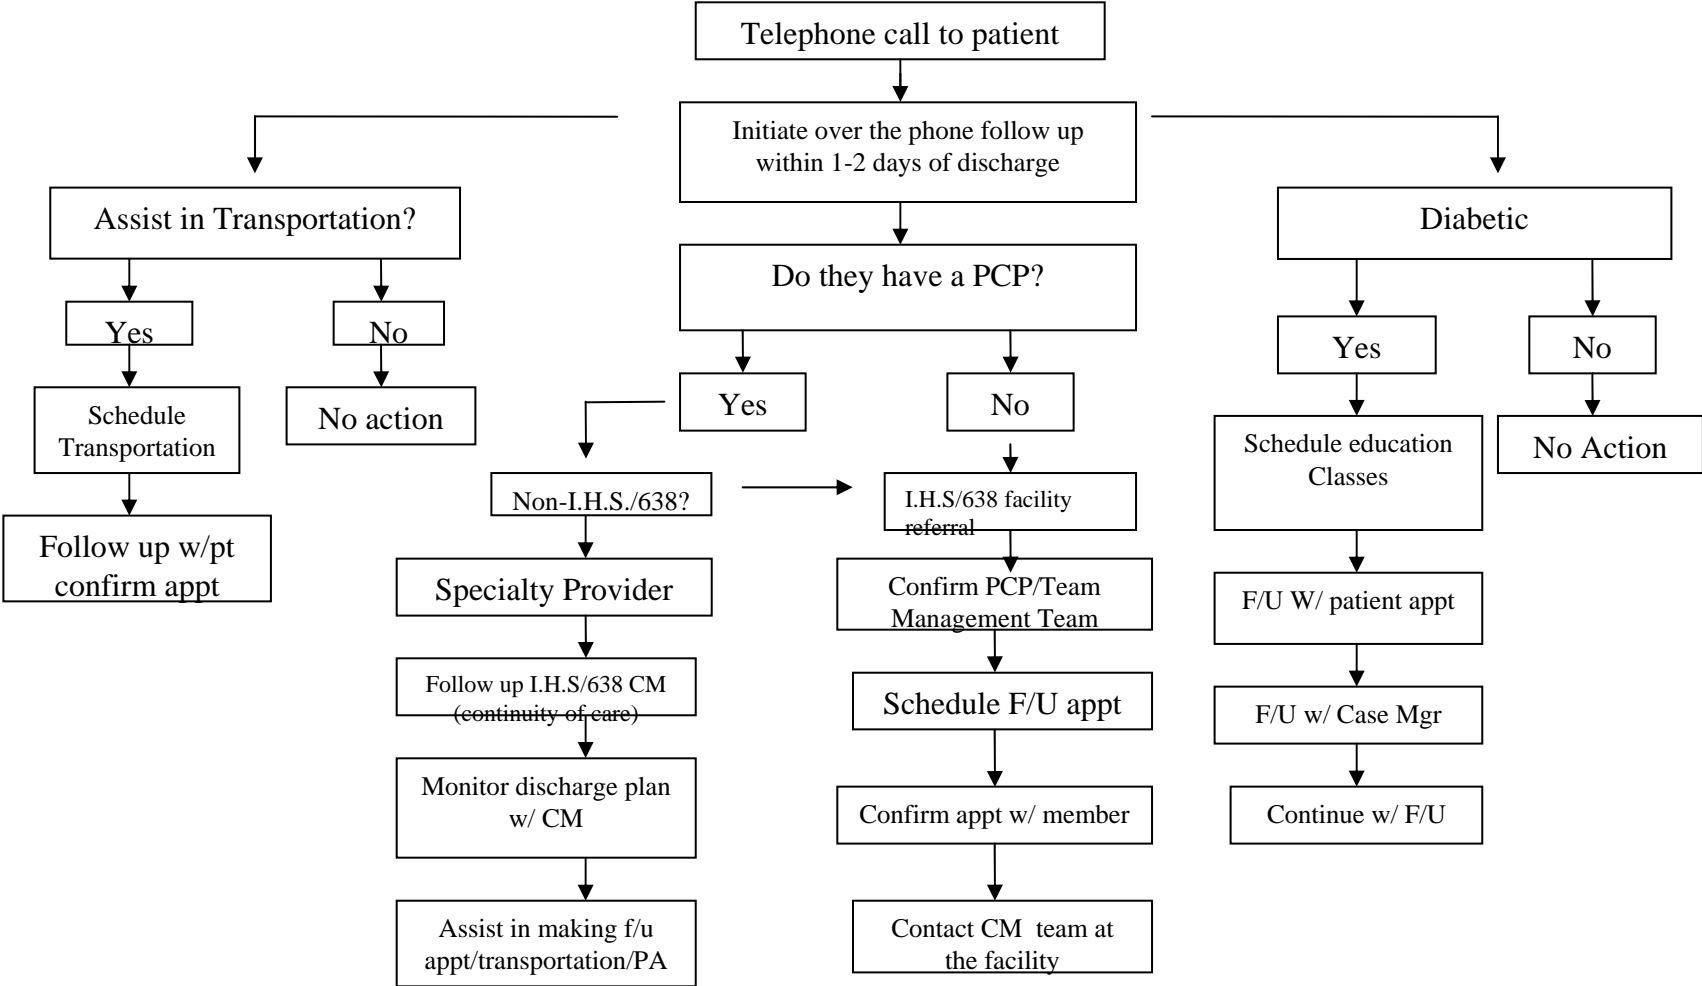 Telephone call to patient
Initiate over the phone follow up
within 1-2 days of discharge
Assist in Transportation?
Diabetic
Do they have a PCP?
Yes
No
Yes
No
Yes
No
Schedule
Transportation
No action
Schedule education
Classes
No Action
Non-I.H.S./638?
I.H.S/638 facility
referral
Follow up w/pt
confirm appt
Specialty Provider
Confirm PCP/Team
Management Team
F/U W/ patient appt
Follow up I.H.S/638 CM
(continuity of care)
Schedule F/U appt
F/U w/ Case Mgr
Monitor discharge plan
w/ CM
Confirm appt w/ member
Continue w/ F/U
Assist in making f/u
appt/transportation/PA
Contact CM team at
the facility